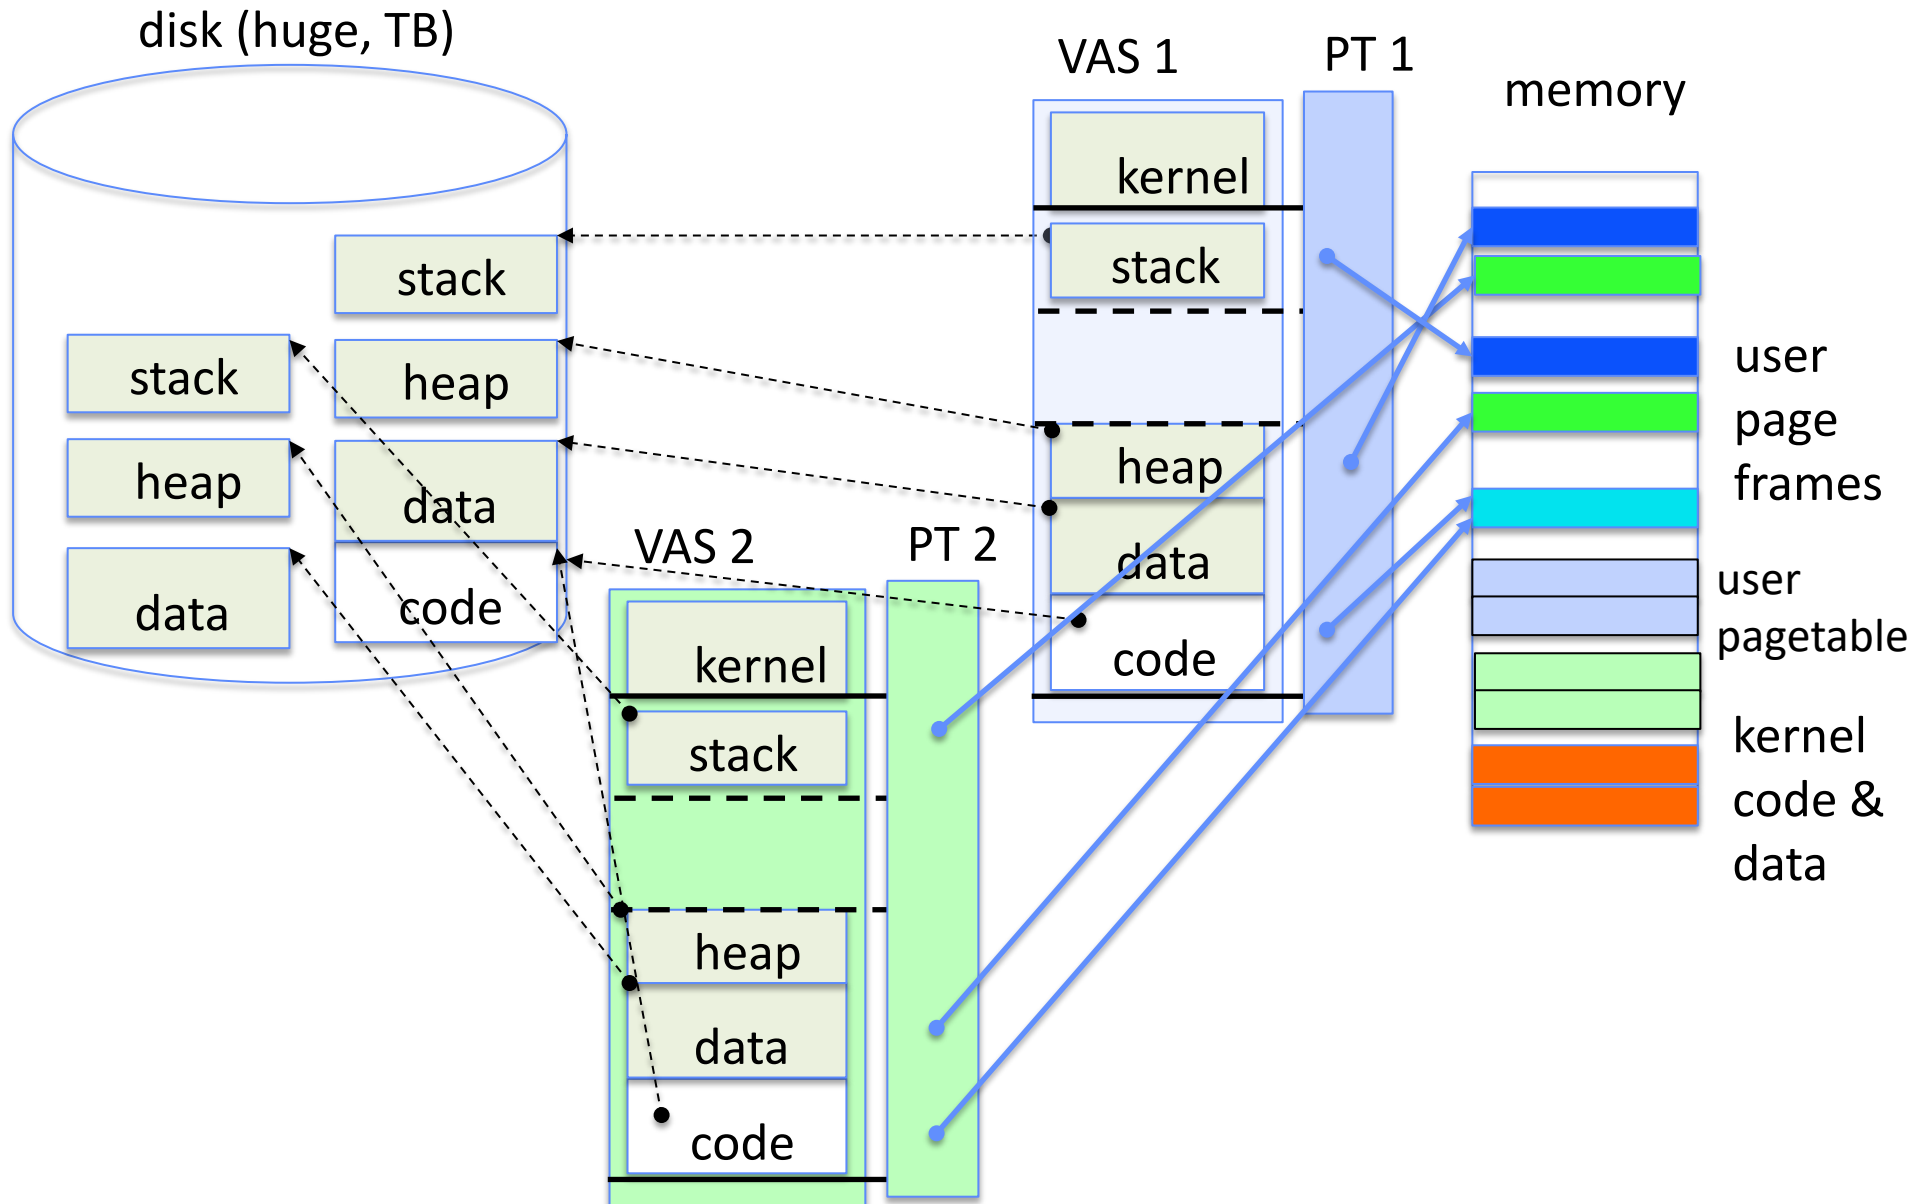 disk (huge, TB)
VAS 1
PT 1
memory
kernel
stack
stack
heap
stack
heap
data
data
code
heap
data
code
VAS 2
PT 2
kernel
stack
heap
data
code
user
page
frames
user
pagetable
kernel
code &
data